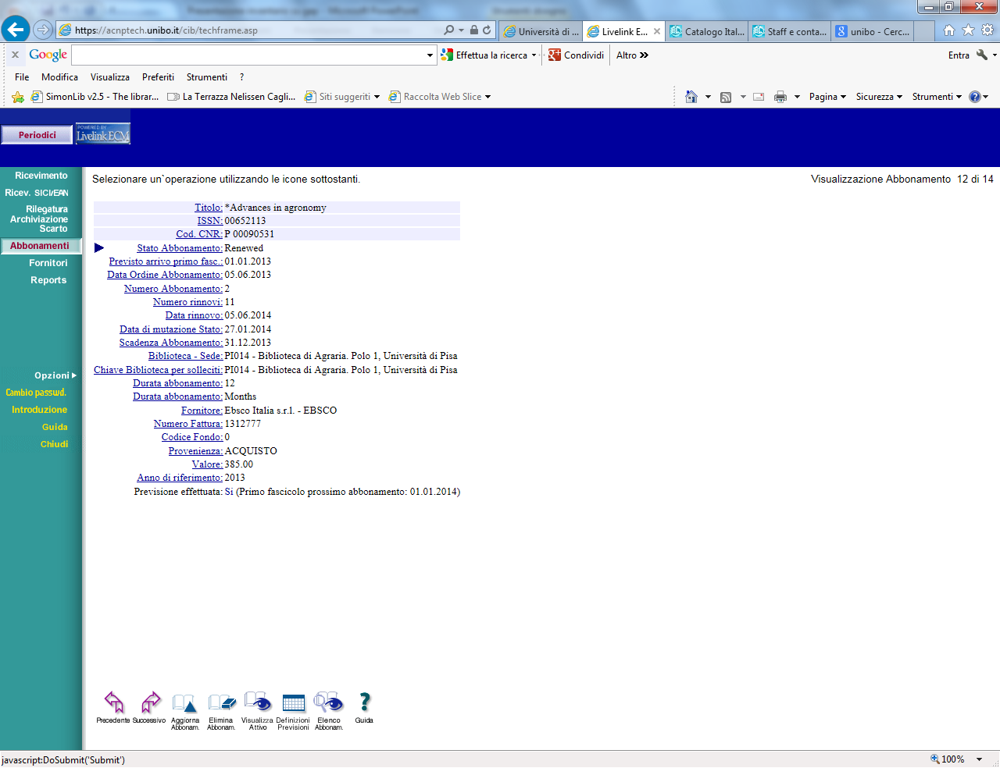 Presentazione inventario su gap - Microsoft PowerPoint
Strumenti disegno
https://acnptech.unibo.it/cib/techframe.asp
Università di ...
Livelink E...
Catalogo Ital...
Staff e conta...
unibo - Cerc...
Google
Effettua la ricerca
Condividi
Altro
Entra
File Modifica Visualizza Preferiti Strumenti ?
SimonLib v2.5 - The librar...
La Terrazza Nelissen Cagli...
Siti suggeriti
Raccolta Web Slice
Pagina Sicurezza Strumenti
Periodici
POWERED BY
Livelink ECM
Ricevimento
Ricev. SICI/EAN
Rilegatura
Archiviazione
Scarto
Abbonamenti
Fornitori
Reports
Opzioni
Cambio passwd.
Introduzione
Guida
Chiudi
Selezionare un`operazione utilizzando le icone sottostanti.
Visualizzazione Abbonamento 12 di 14
Titolo: *Advances in agronomy
ISSN: 00652113
Cod. CNR: P 00090531
Stato Abbonamento: Renewed
Previsto arrivo primo fasc.: 01.01.2013
Data Ordine Abbonamento: 05.06.2013
Numero Abbonamento: 2
Numero rinnovi: 11
Data rinnovo: 05.06.2014
Data di mutazione Stato: 27.01.2014
Scadenza Abbonamento: 31.12.2013
Biblioteca - Sede: PI014 - Biblioteca di Agraria. Polo 1, Università di Pisa
Chiave Biblioteca per solleciti: PI014 - Biblioteca di Agraria. Polo 1, Università di Pisa
Durata abbonamento: 12
Durata abbonamento: Months
Fornitore: Ebsco Italia s.r.l. - EBSCO
Numero Fattura: 1312777
Codice Fondo: 0
Provenienza: ACQUISTO
Valore: 385.00
Anno di riferimento: 2013
Previsione effettuata: Si (Primo fascicolo prossimo abbonamento: 01.01.2014)
Precedente
Successivo
Aggiorna
Abbonam.
Elimina
Abbonam.
Visualizza
Attivo
Definizioni
Previsioni
Elenco
Abbonam.
Guida
javascript:DoSubmit('Submit')
100%